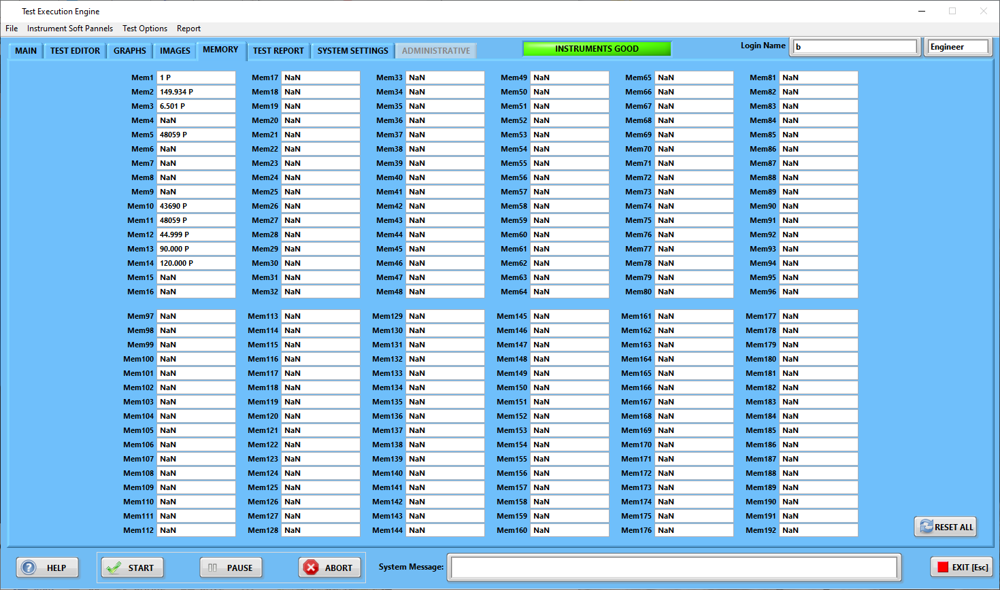 Test Execution Engine
File Instrument Soft Pannels Test Options Report
MAIN TEST EDITOR GRAPHS IMAGES MEMORY TEST REPORT SYSTEM SETTINGS ADMINISTRATIVE INSTRUMENTS GOOD Login Name b Engineer
Mem1 1 P Mem17 NaN Mem33 NaN Mem49 NaN Mem65 NaN Mem81 NaN
Mem2 149.934 P Mem18 NaN Mem34 NaN Mem50 NaN Mem66 NaN Mem82 NaN
Mem3 6.501 P Mem19 NaN Mem35 NaN Mem51 NaN Mem67 NaN Mem83 NaN
Mem4 NaN Mem20 NaN Mem36 NaN Mem52 NaN Mem68 NaN Mem84 NaN
Mem5 48059 P Mem21 NaN Mem37 NaN Mem53 NaN Mem69 NaN Mem85 NaN
Mem6 NaN Mem22 NaN Mem38 NaN Mem54 NaN Mem70 NaN Mem86 NaN
Mem7 NaN Mem23 NaN Mem39 NaN Mem55 NaN Mem71 NaN Mem87 NaN
Mem8 NaN Mem24 NaN Mem40 NaN Mem56 NaN Mem72 NaN Mem88 NaN
Mem9 NaN Mem25 NaN Mem41 NaN Mem57 NaN Mem73 NaN Mem89 NaN
Mem10 43690 P Mem26 NaN Mem42 NaN Mem58 NaN Mem74 NaN Mem90 NaN
Mem11 48059 P Mem27 NaN Mem43 NaN Mem59 NaN Mem75 NaN Mem91 NaN
Mem12 44.999 P Mem28 NaN Mem44 NaN Mem60 NaN Mem76 NaN Mem92 NaN
Mem13 90.000 P Mem29 NaN Mem45 NaN Mem61 NaN Mem77 NaN Mem93 NaN
Mem14 120.000 P Mem30 NaN Mem46 NaN Mem62 NaN Mem78 NaN Mem94 NaN
Mem15 NaN Mem31 NaN Mem47 NaN Mem63 NaN Mem79 NaN Mem95 NaN
Mem16 NaN Mem32 NaN Mem48 NaN Mem64 NaN Mem80 NaN Mem96 NaN
Mem97 NaN Mem113 NaN Mem129 NaN Mem145 NaN Mem161 NaN Mem177 NaN
Mem98 NaN Mem114 NaN Mem130 NaN Mem146 NaN Mem162 NaN Mem178 NaN
Mem99 NaN Mem115 NaN Mem131 NaN Mem147 NaN Mem163 NaN Mem179 NaN
Mem100 NaN Mem116 NaN Mem132 NaN Mem148 NaN Mem164 NaN Mem180 NaN
Mem101 NaN Mem117 NaN Mem133 NaN Mem149 NaN Mem165 NaN Mem181 NaN
Mem102 NaN Mem118 NaN Mem134 NaN Mem150 NaN Mem166 NaN Mem182 NaN
Mem103 NaN Mem119 NaN Mem135 NaN Mem151 NaN Mem167 NaN Mem183 NaN
Mem104 NaN Mem120 NaN Mem136 NaN Mem152 NaN Mem168 NaN Mem184 NaN
Mem105 NaN Mem121 NaN Mem137 NaN Mem153 NaN Mem169 NaN Mem185 NaN
Mem106 NaN Mem122 NaN Mem138 NaN Mem154 NaN Mem170 NaN Mem186 NaN
Mem107 NaN Mem123 NaN Mem139 NaN Mem155 NaN Mem171 NaN Mem187 NaN
Mem108 NaN Mem124 NaN Mem140 NaN Mem156 NaN Mem172 NaN Mem188 NaN
Mem109 NaN Mem125 NaN Mem141 NaN Mem157 NaN Mem173 NaN Mem189 NaN
Mem110 NaN Mem126 NaN Mem142 NaN Mem158 NaN Mem174 NaN Mem190 NaN
Mem111 NaN Mem127 NaN Mem143 NaN Mem159 NaN Mem175 NaN Mem191 NaN
Mem112 NaN Mem128 NaN Mem144 NaN Mem160 NaN Mem176 NaN Mem192 NaN
RESET ALL
HELP START PAUSE ABORT System Message: EXIT [Esc]